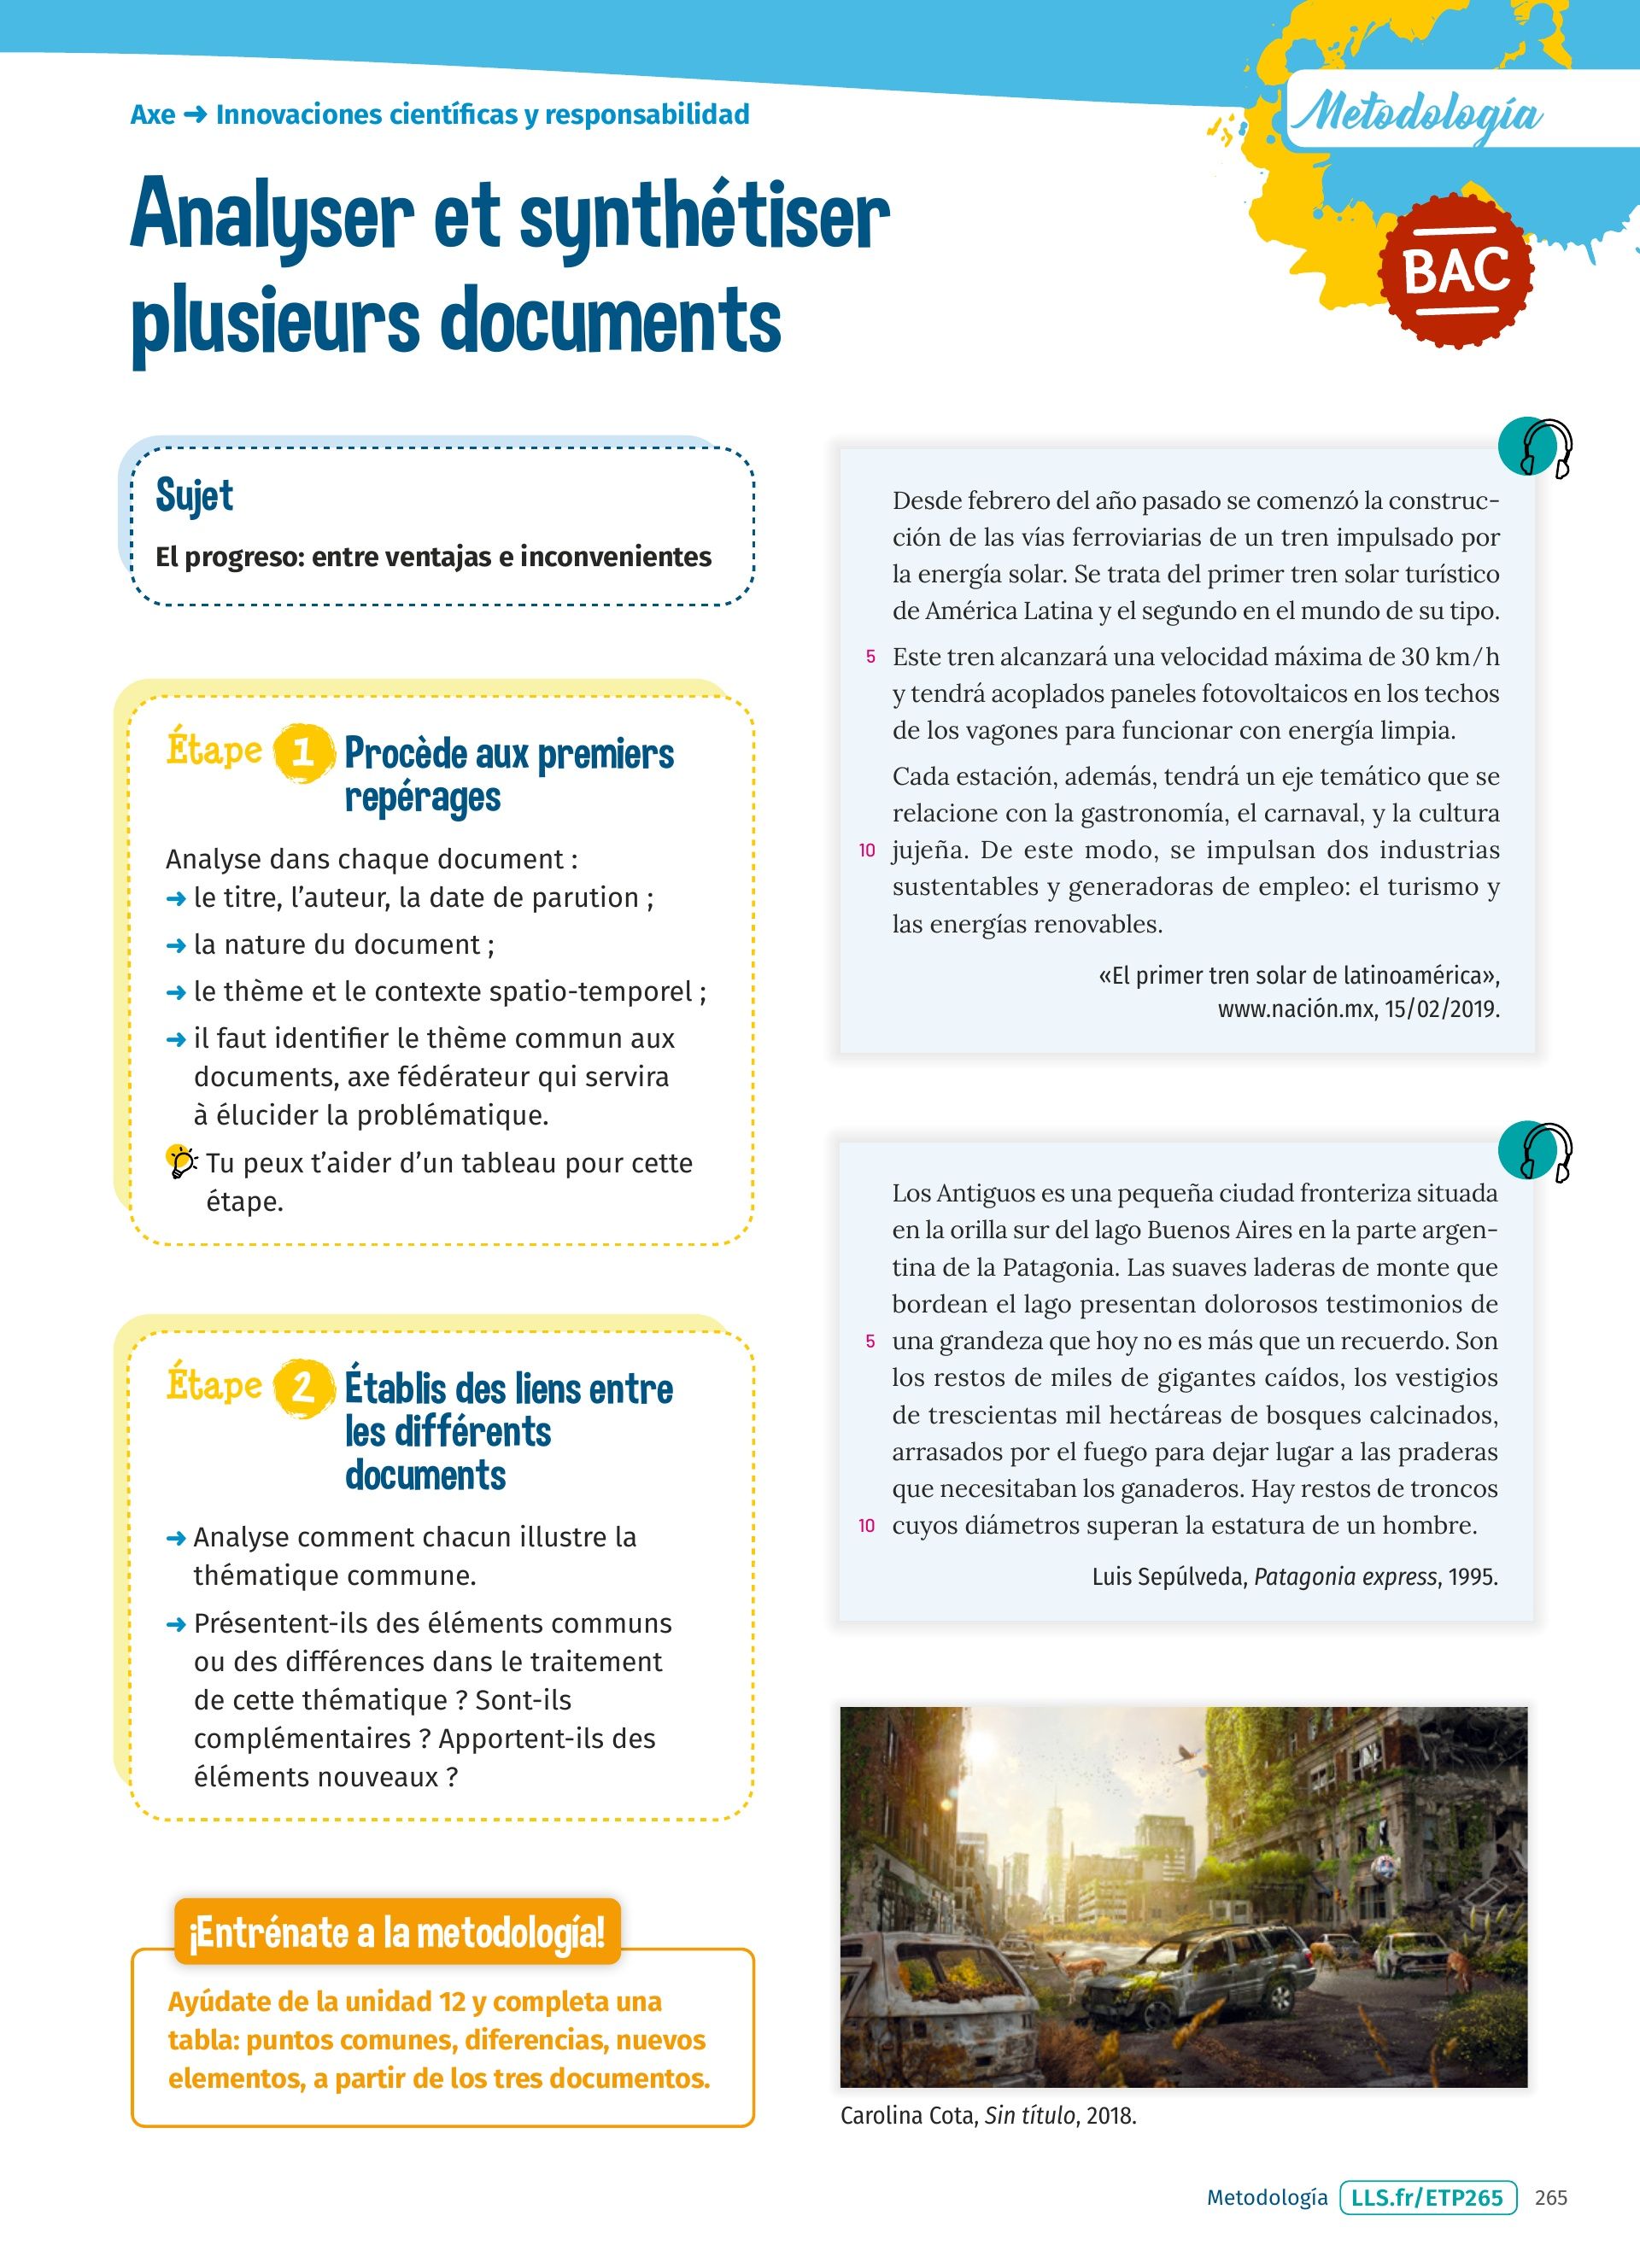 Axe ➜ Innovaciones científicas y responsabilidad
Metodología
BAC
Analyser et synthétiser
plusieurs documents
Sujet
El progreso: entre ventajas e inconvenientes
Étape 1 Procède aux premiers
repérages
Analyse dans chaque document :
➜ le titre, l’auteur, la date de parution ;
➜ la nature du document ;
➜ le thème et le contexte spatio-temporel ;
➜ il faut identifier le thème commun aux
documents, axe fédérateur qui servira
à élucider la problématique.
Tu peux t’aider d’un tableau pour cette
étape.
Étape 2 Établis des liens entre
les différents
documents
➜ Analyse comment chacun illustre la
thématique commune.
➜ Présentent-ils des éléments communs
ou des différences dans le traitement
de cette thématique ? Sont-ils
complémentaires ? Apportent-ils des
éléments nouveaux ?
¡Entrénate a la metodología!
Ayúdate de la unidad 12 y completa una
tabla: puntos comunes, diferencias, nuevos
elementos, a partir de los tres documentos.
Desde febrero del año pasado se comenzó la construc-
ción de las vías ferroviarias de un tren impulsado por
la energía solar. Se trata del primer tren solar turístico
de América Latina y el segundo en el mundo de su tipo.
5 Este tren alcanzará una velocidad máxima de 30 km/h
y tendrá acoplados paneles fotovoltaicos en los techos
de los vagones para funcionar con energía limpia.
Cada estación, además, tendrá un eje temático que se
relacione con la gastronomía, el carnaval, y la cultura
10 jujeña. De este modo, se impulsan dos industrias
sustentables y generadoras de empleo: el turismo y
las energías renovables.
«El primer tren solar de latinoamérica»,
www.nación.mx, 15/02/2019.
Los Antiguos es una pequeña ciudad fronteriza situada
en la orilla sur del lago Buenos Aires en la parte argen-
tina de la Patagonia. Las suaves laderas de monte que
bordean el lago presentan dolorosos testimonios de
5 una grandeza que hoy no es más que un recuerdo. Son
los restos de miles de gigantes caídos, los vestigios
de trescientas mil hectáreas de bosques calcinados,
arrasados por el fuego para dejar lugar a las praderas
que necesitaban los ganaderos. Hay restos de troncos
10 cuyos diámetros superan la estatura de un hombre.
Luis Sepúlveda, Patagonia express, 1995.
Carolina Cota, Sin título, 2018.
Metodología LLS.fr/ETP265 265